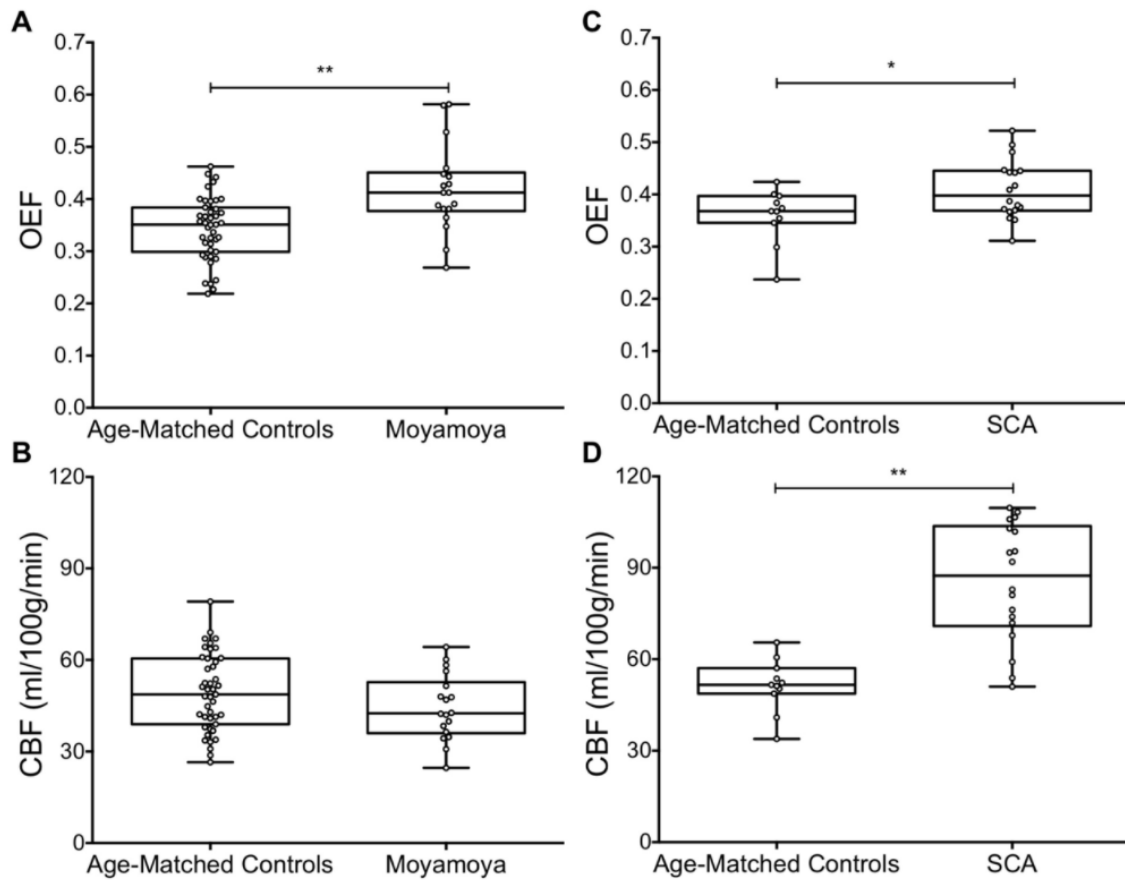 A
0.7
0.6
0.5
0.4
0.3
0.2
0.1
0.0
OEF
**
Age-Matched Controls
Moyamoya
C
0.7
0.6
0.5
0.4
0.3
0.2
0.1
0.0
OEF
*
Age-Matched Controls
SCA
B
120
90
60
30
0
CBF (ml/100g/min)
Age-Matched Controls
Moyamoya
D
120
90
60
30
0
CBF (ml/100g/min)
**
Age-Matched Controls
SCA